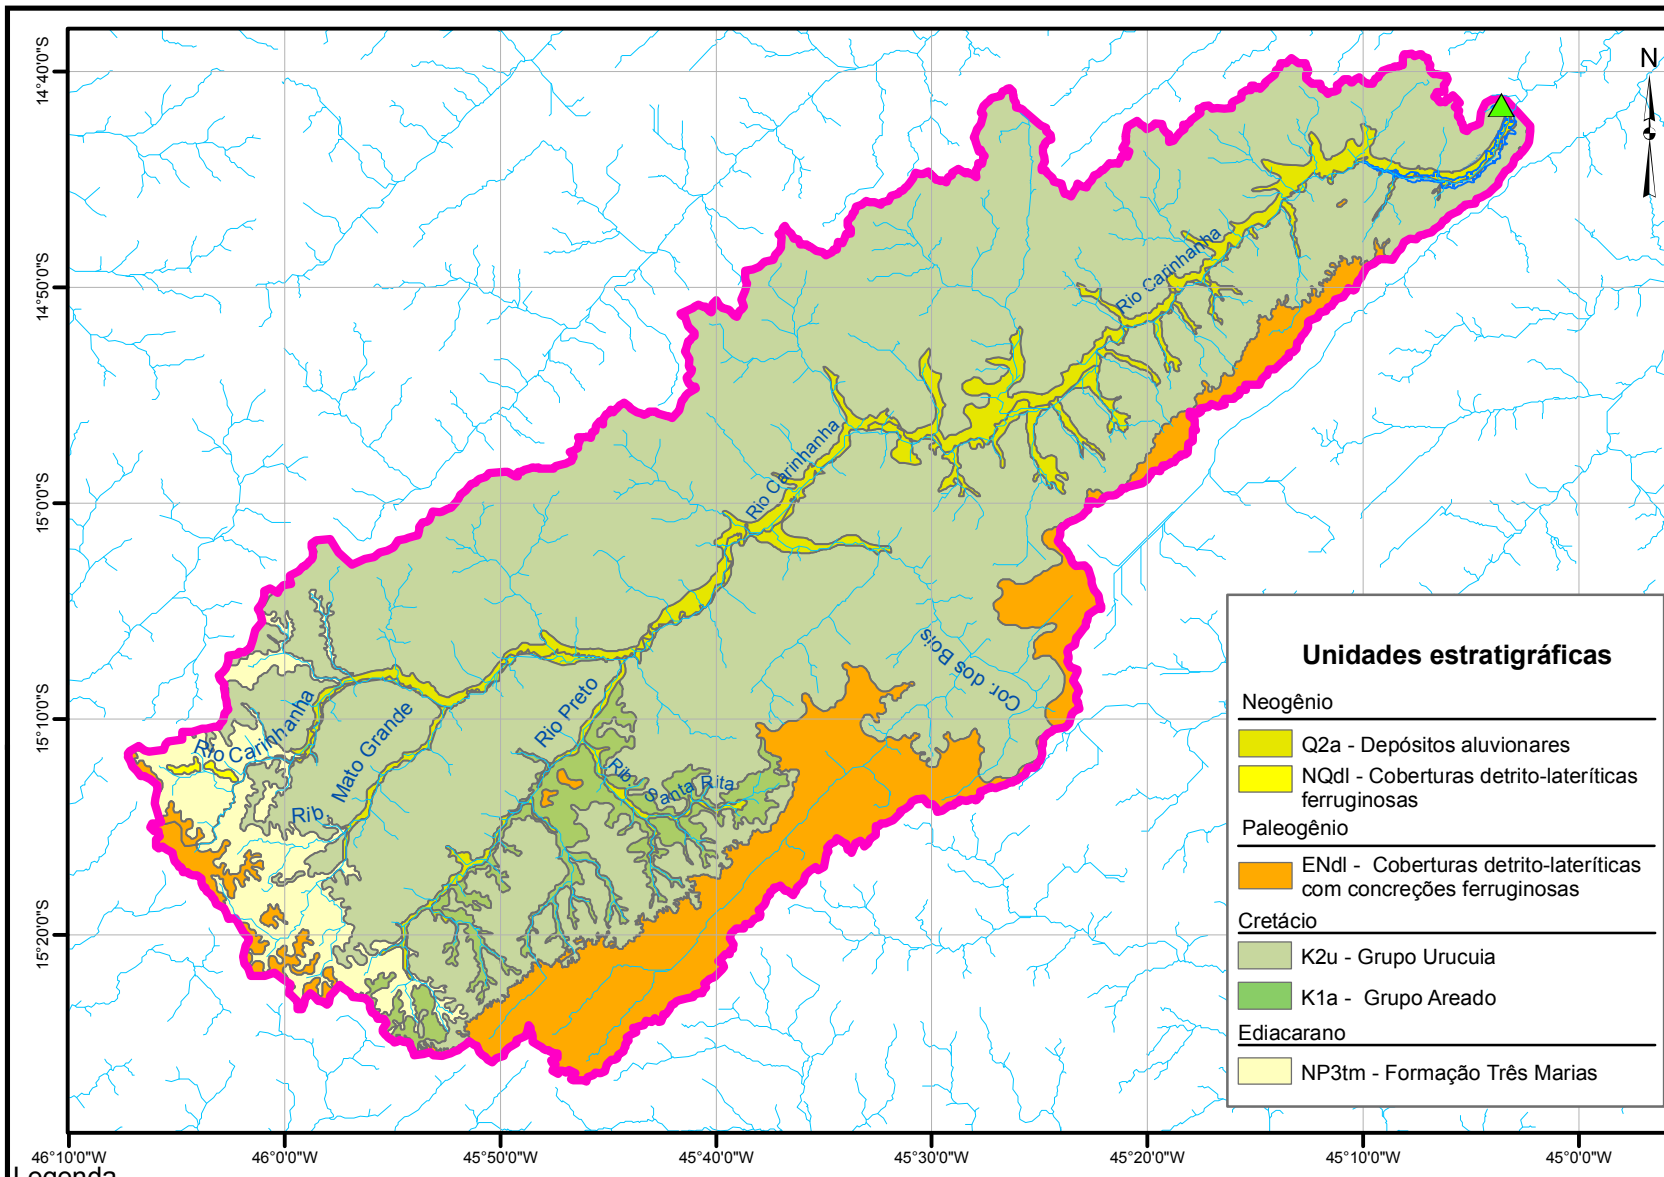 N
14°40'0"S
14°50'0"S
15°0'0"S
15°10'0"S
15°20'0"S
Rio Carinhanha
Rio Carinhanha
Cor. dos Bois
Rio Preto
Rio Carinhanha
Mato Grande
Rib
Rib
Santa Rita
Unidades estratigráficas
Neogênio
Q2a - Depósitos aluvionares
NQdl - Coberturas detrito-lateríticas
ferruginosas
Paleogênio
ENdl - Coberturas detrito-lateríticas
com concreções ferruginosas
Cretácio
K2u - Grupo Urucuia
K1a - Grupo Areado
Ediacarano
NP3tm - Formação Três Marias
46°10'0"W
46°0'0"W
45°50'0"W
45°40'0"W
45°30'0"W
45°20'0"W
45°10'0"W
45°0'0"W
Legenda